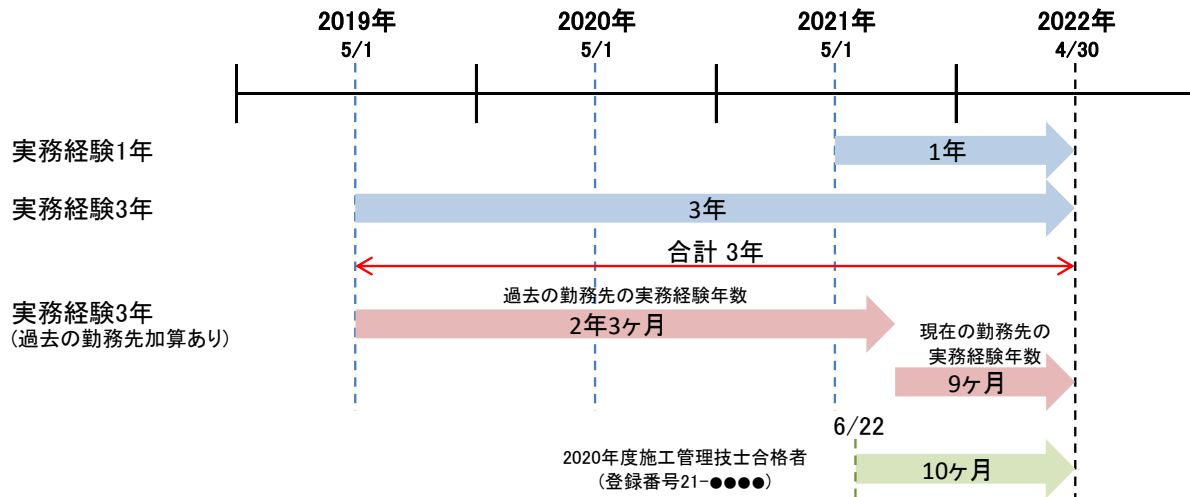 2019年
5/1
2020年
5/1
2021年
5/1
2022年
4/30
実務経験1年
1年
実務経験3年
3年
合計 3年
実務経験3年
(過去の勤務先加算あり)
過去の勤務先の実務経験年数
2年3ヶ月
現在の勤務先の
実務経験年数
9ヶ月
6/22
2020年度施工管理技士合格者
(登録番号21-●●●●)
10ヶ月